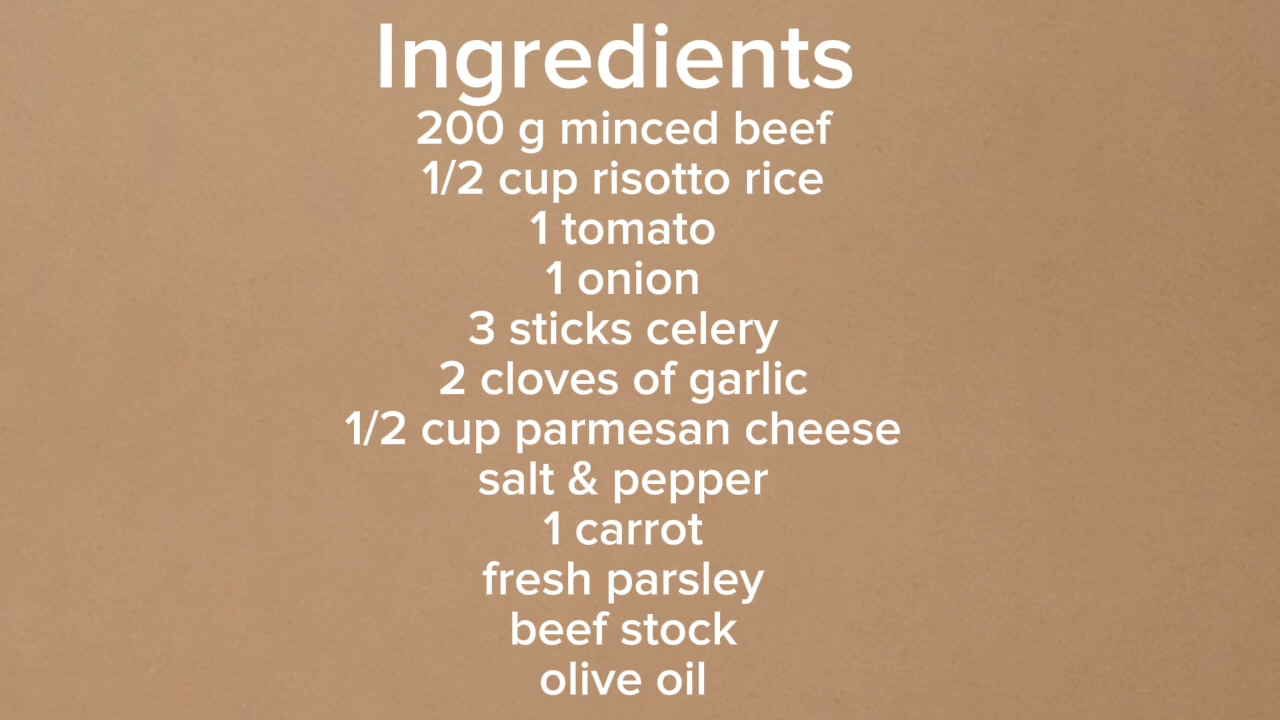 Ingredients
200 g minced beef
1/2 cup risotto rice
1 tomato
1 onion
3 sticks celery
2 cloves of garlic
1/2 cup parmesan cheese
salt & pepper
1 carrot
fresh parsley
beef stock
olive oil